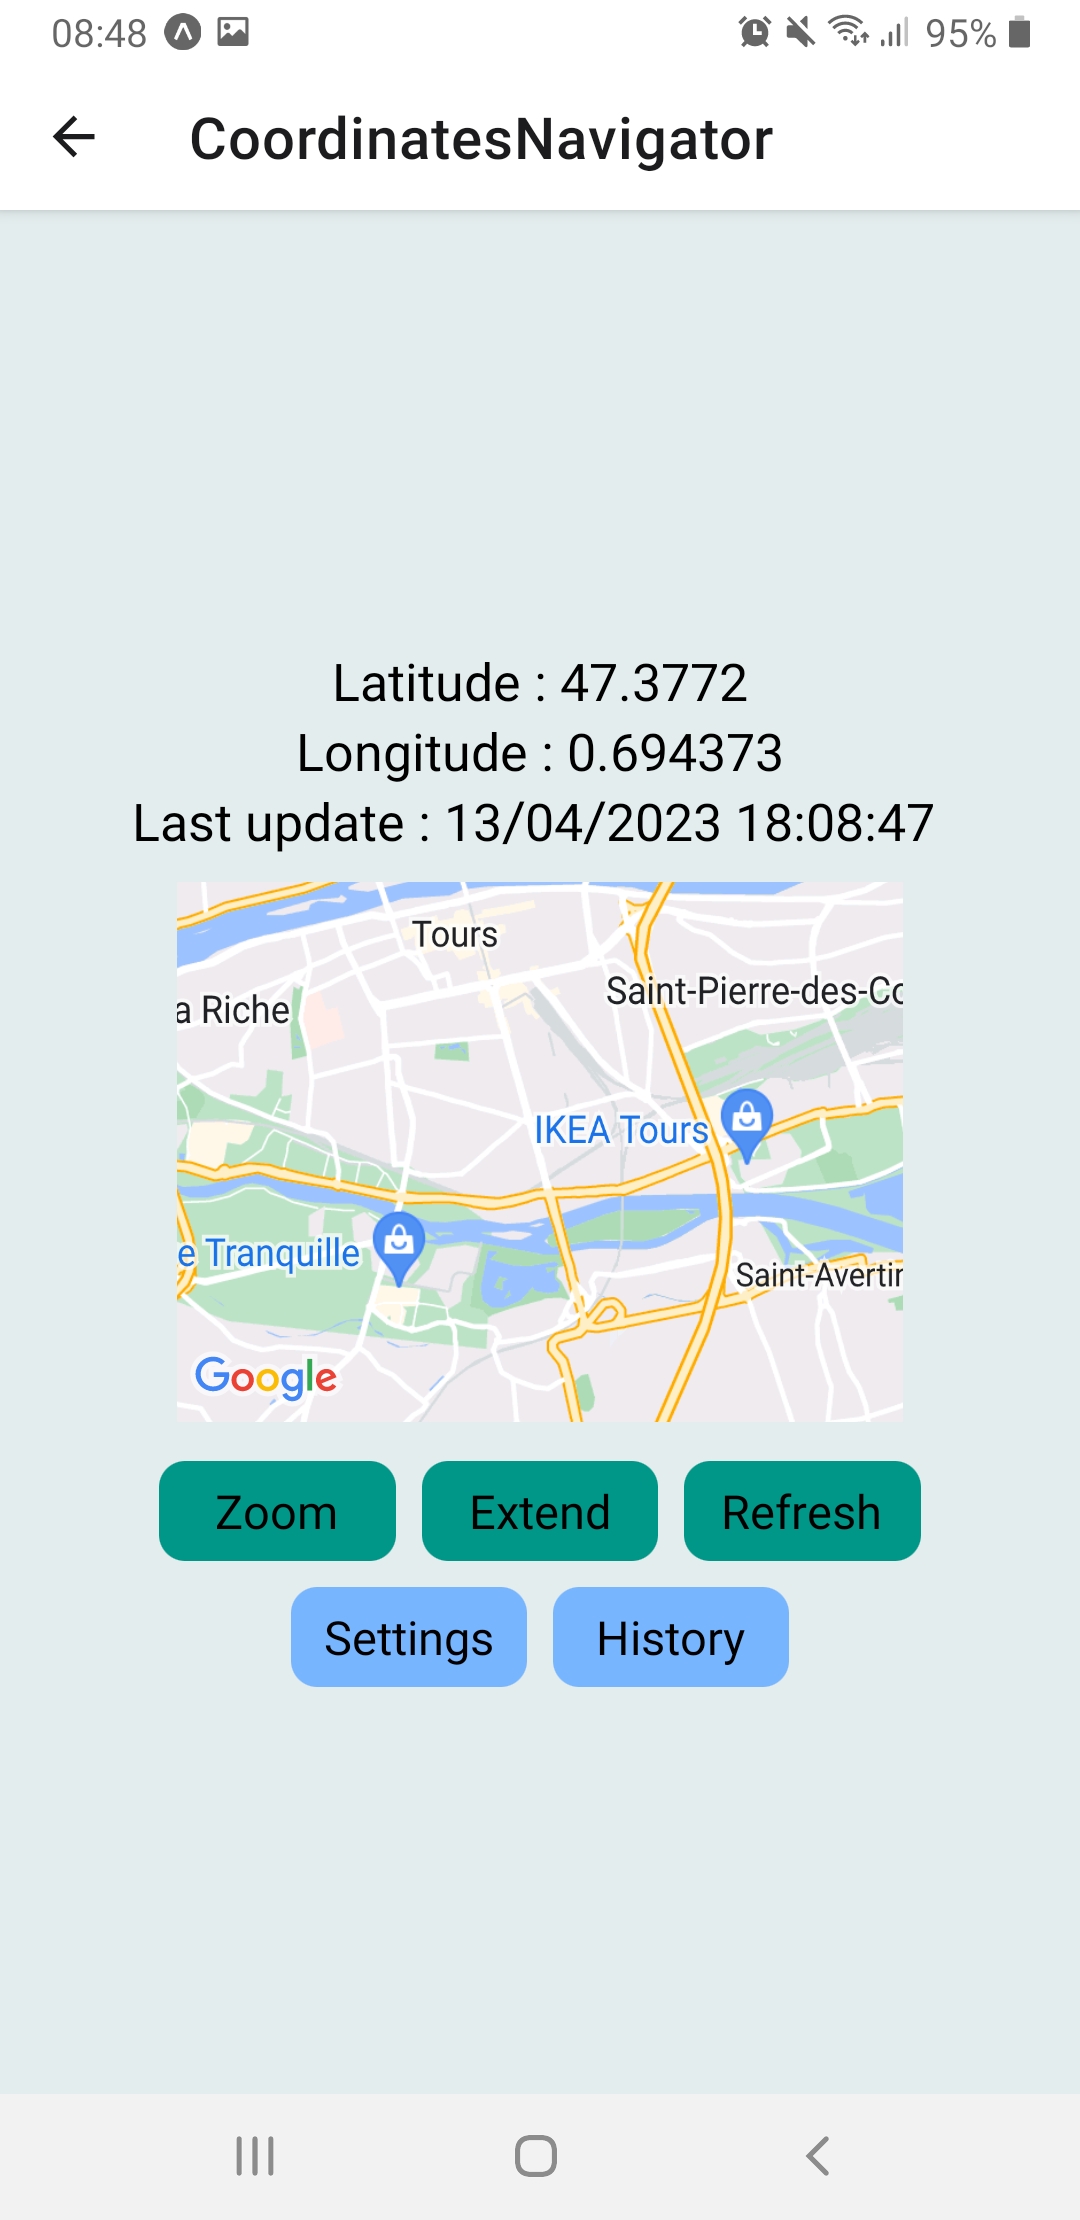 08:48 95%
CoordinatesNavigator
Latitude : 47.3772
Longitude : 0.694373
Last update : 13/04/2023 18:08:47
Tours
Saint-Pierre-des-Co
a Riche
IKEA Tours
e Tranquille
Saint-Avertin
Google
Zoom Extend Refresh
Settings History